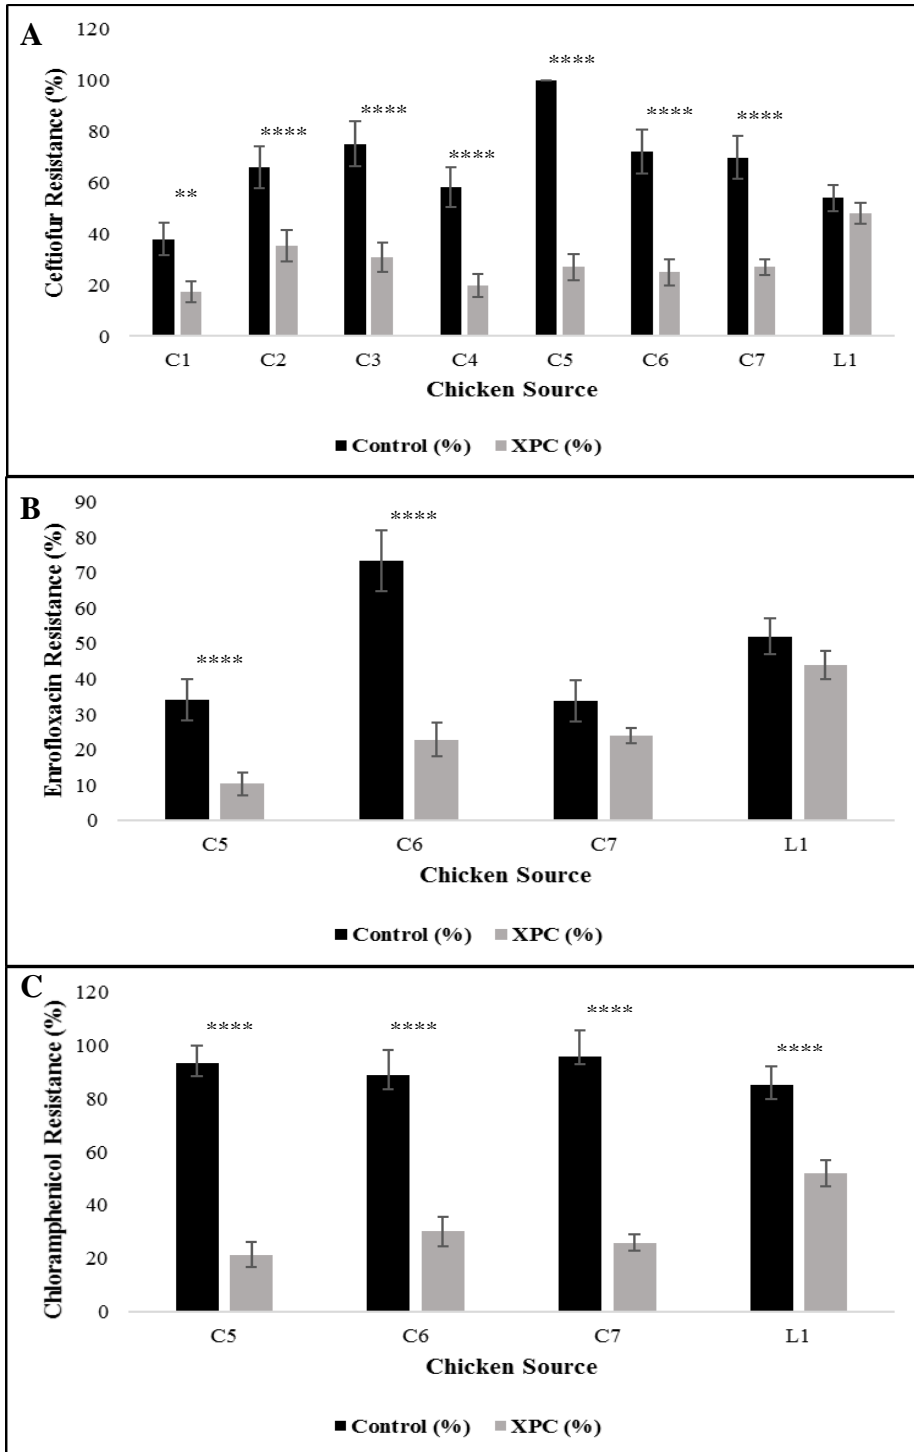 A
Ceftiofur Resistance (%)
120
100
80
60
40
20
0
**
****
****
****
****
****
****
C1 C2 C3 C4 C5 C6 C7 L1
Chicken Source
■ Control (%) ■ XPC (%)
B
Enrofloxacin Resistance (%)
90
80
70
60
50
40
30
20
10
0
****
****
C5 C6 C7 L1
Chicken Source
■ Control (%) ■ XPC (%)
C
Chloramphenicol Resistance (%)
120
100
80
60
40
20
0
****
****
****
****
C5 C6 C7 L1
Chicken Source
■ Control (%) ■ XPC (%)